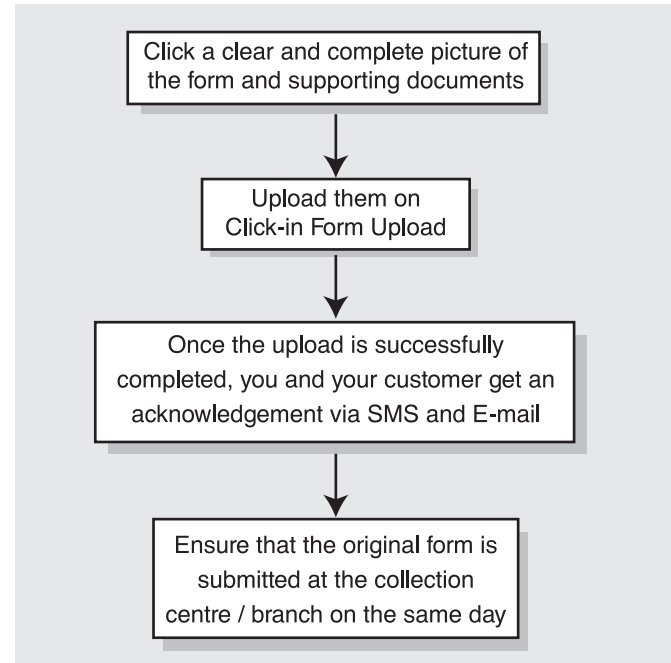 Click a clear and complete picture of
the form and supporting documents
Upload them on
Click-in Form Upload
Once the upload is successfully
completed, you and your customer get an
acknowledgement via SMS and E-mail
Ensure that the original form is
submitted at the collection
centre / branch on the same day